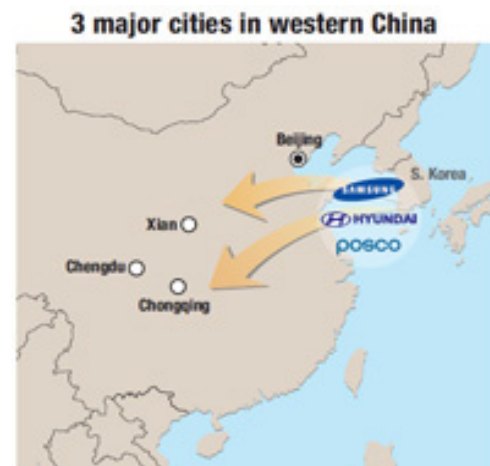 3 major cities in western China
Beijing
S. Korea
SAMSUNG
Xian
HYUNDAI
posco
Chengdu
Chongqing